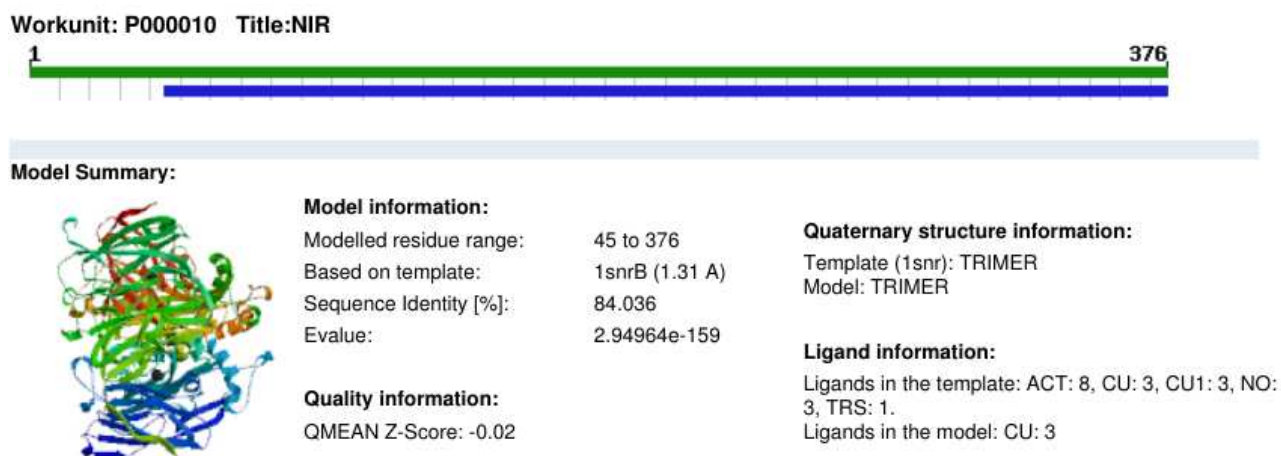 Workunit: P000010 Title:NIR
1 376
Model Summary:
Model information:
Modelled residue range: 45 to 376
Based on template: 1snrB (1.31 A)
Sequence Identity [%]: 84.036
Evalue: 2.94964e-159
Quality information:
QMEAN Z-Score: -0.02
Quaternary structure information:
Template (1snr): TRIMER
Model: TRIMER
Ligand information:
Ligands in the template: ACT: 8, CU: 3, CU1: 3, NO:
3, TRS: 1.
Ligands in the model: CU: 3